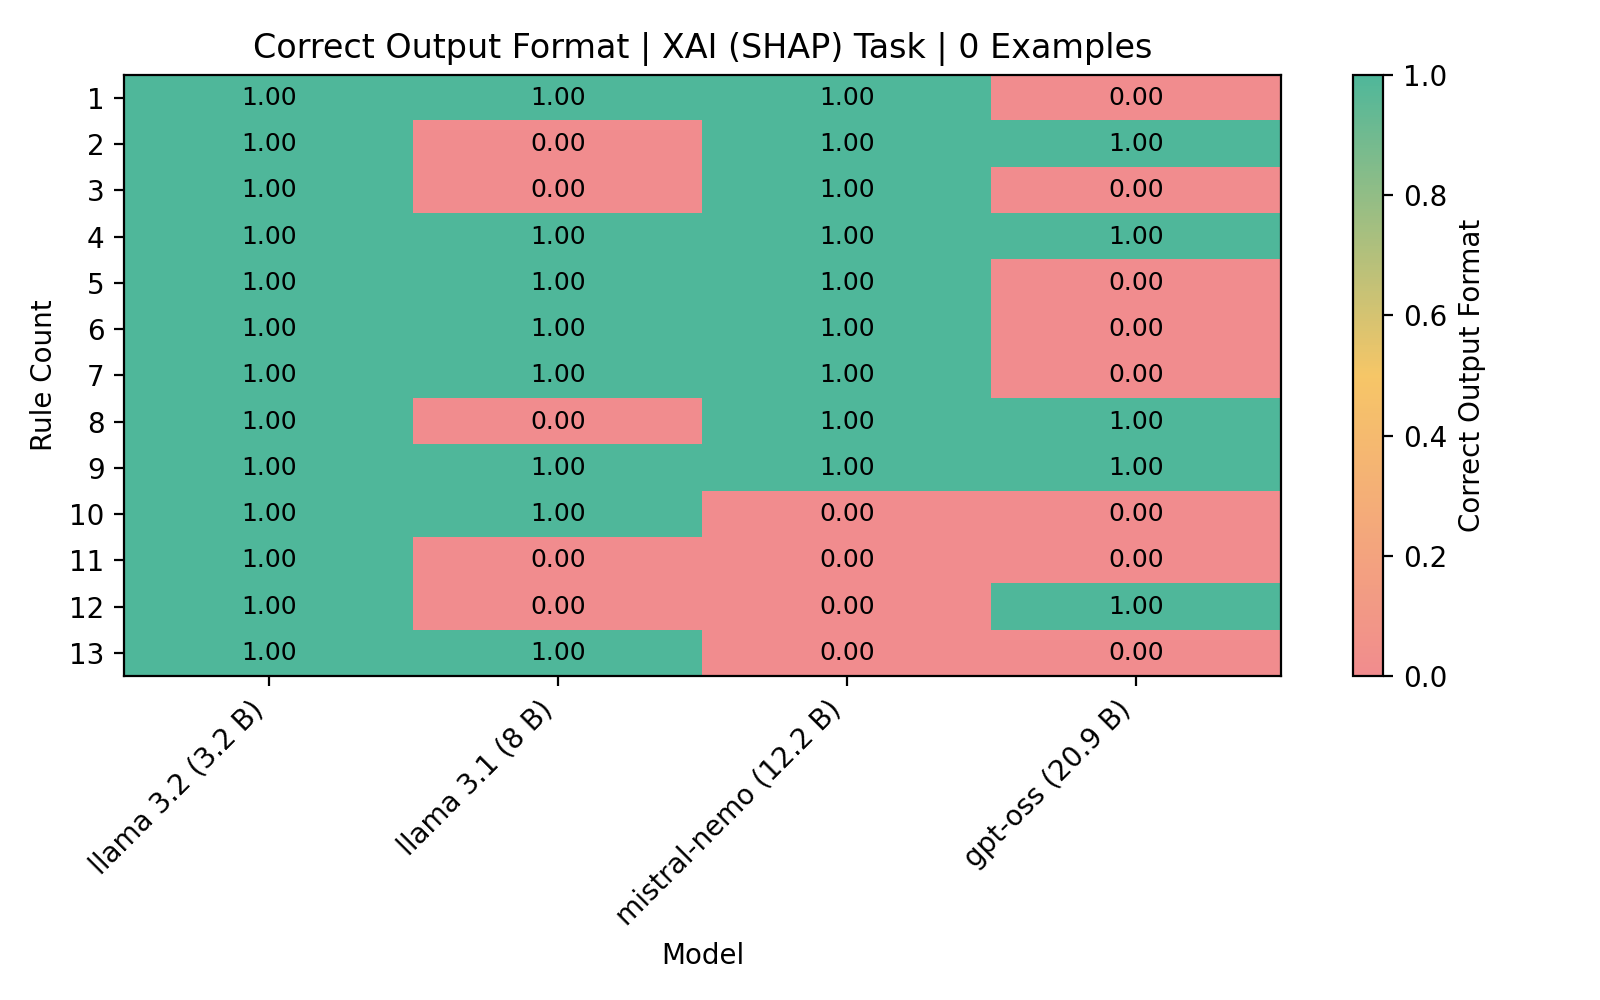 Correct Output Format | XAI (SHAP) Task | 0 Examples
1 1.00 1.00 1.00 0.00
2 1.00 0.00 1.00 1.00
3 1.00 0.00 1.00 0.00
4 1.00 1.00 1.00 1.00
5 1.00 1.00 1.00 0.00
6 1.00 1.00 1.00 0.00
7 1.00 1.00 1.00 0.00
8 1.00 0.00 1.00 1.00
9 1.00 1.00 1.00 1.00
10 1.00 1.00 0.00 0.00
11 1.00 0.00 0.00 0.00
12 1.00 0.00 0.00 1.00
13 1.00 1.00 0.00 0.00
Rule Count
llama 3.2 (3.2 B)
llama 3.1 (8 B)
mistral-nemo (12.2 B)
gpt-oss (20.9 B)
Model
1.0
0.8
0.6
0.4
0.2
0.0
Correct Output Format